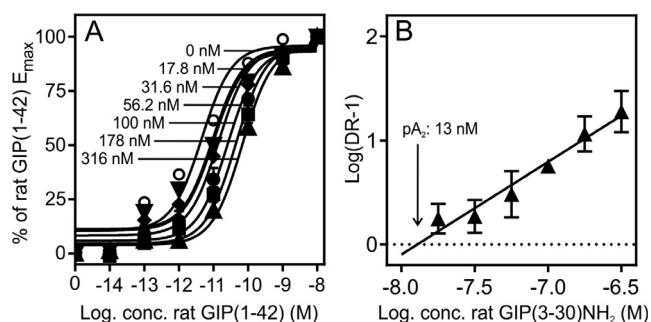 A
% of rat GIP(1-42) Emax
100
75
50
25
0
0 nM
17.8 nM
31.6 nM
56.2 nM
100 nM
178 nM
316 nM
0 -14 -13 -12 -11 -10 -9 -8
Log. conc. rat GIP(1-42) (M)
B
Log(DR-1)
2
1
0
pA₂: 13 nM
-8.0 -7.5 -7.0 -6.5
Log. conc. rat GIP(3-30)NH₂ (M)